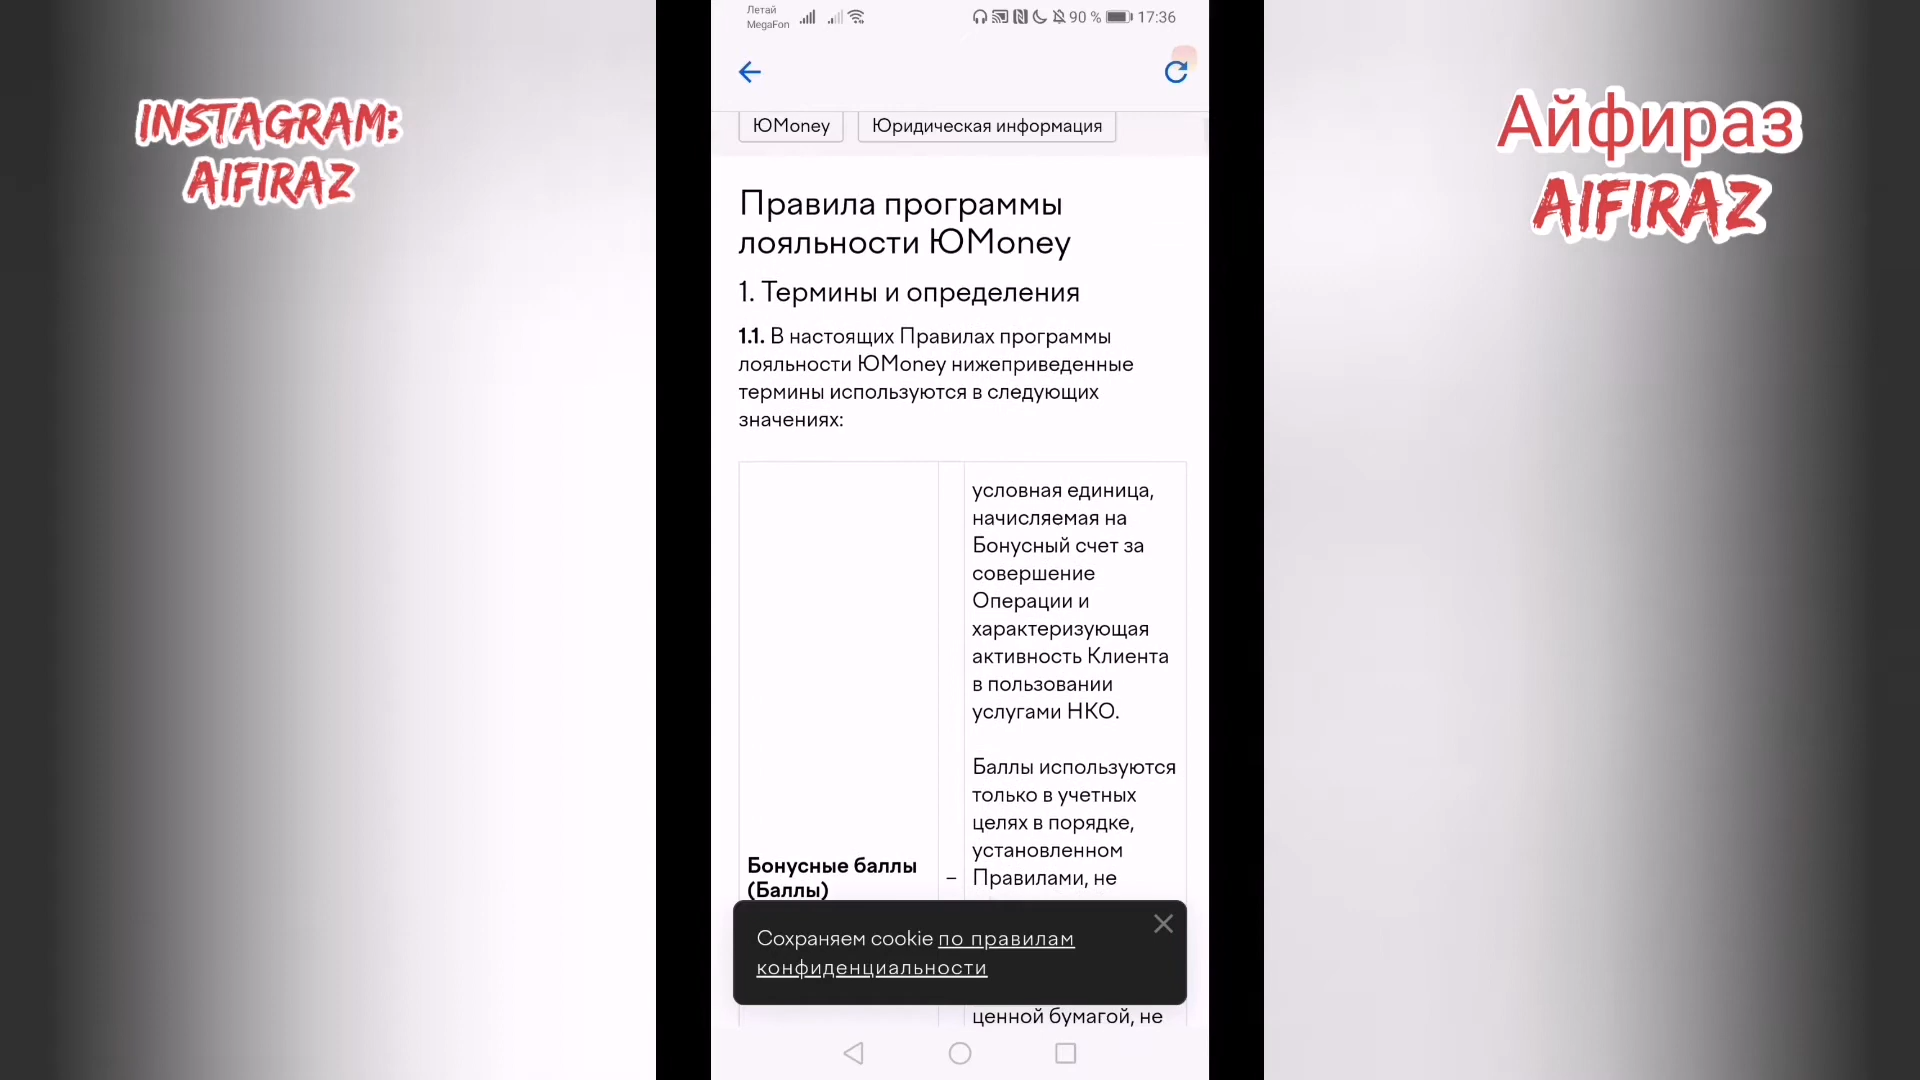 INSTAGRAM:
AIFIRAZ
Летай
MegaFon
90 %
17:36
ЮMoney
Юридическая информация
Правила программы
лояльности ЮMoney
1. Термины и определения
1.1. В настоящих Правилах программы
лояльности ЮMoney нижеприведенные
термины используются в следующих
значениях:
Бонусные баллы
(Баллы)
–
условная единица,
начисляемая на
Бонусный счет за
совершение
Операции и
характеризующая
активность Клиента
в пользовании
услугами НКО.
Баллы используются
только в учетных
целях в порядке,
установленном
Правилами, не
ценной бумагой, не
Сохраняем cookie по правилам
конфиденциальности
Айфираз
AIFIRAZ